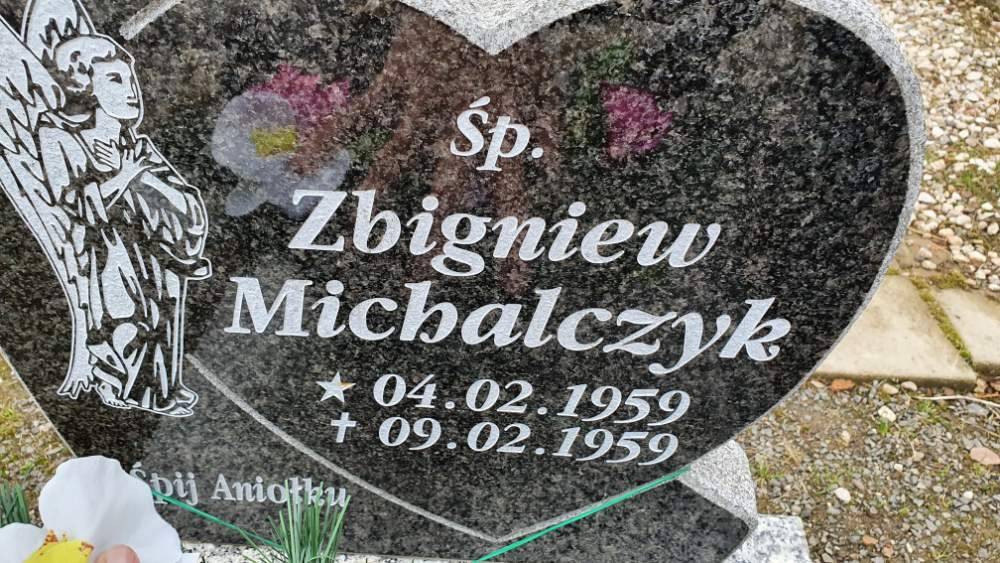 śp.
Zbigniew
Michalczyk
★ 04.02.1959
✝ 09.02.1959
Śpij Aniołku